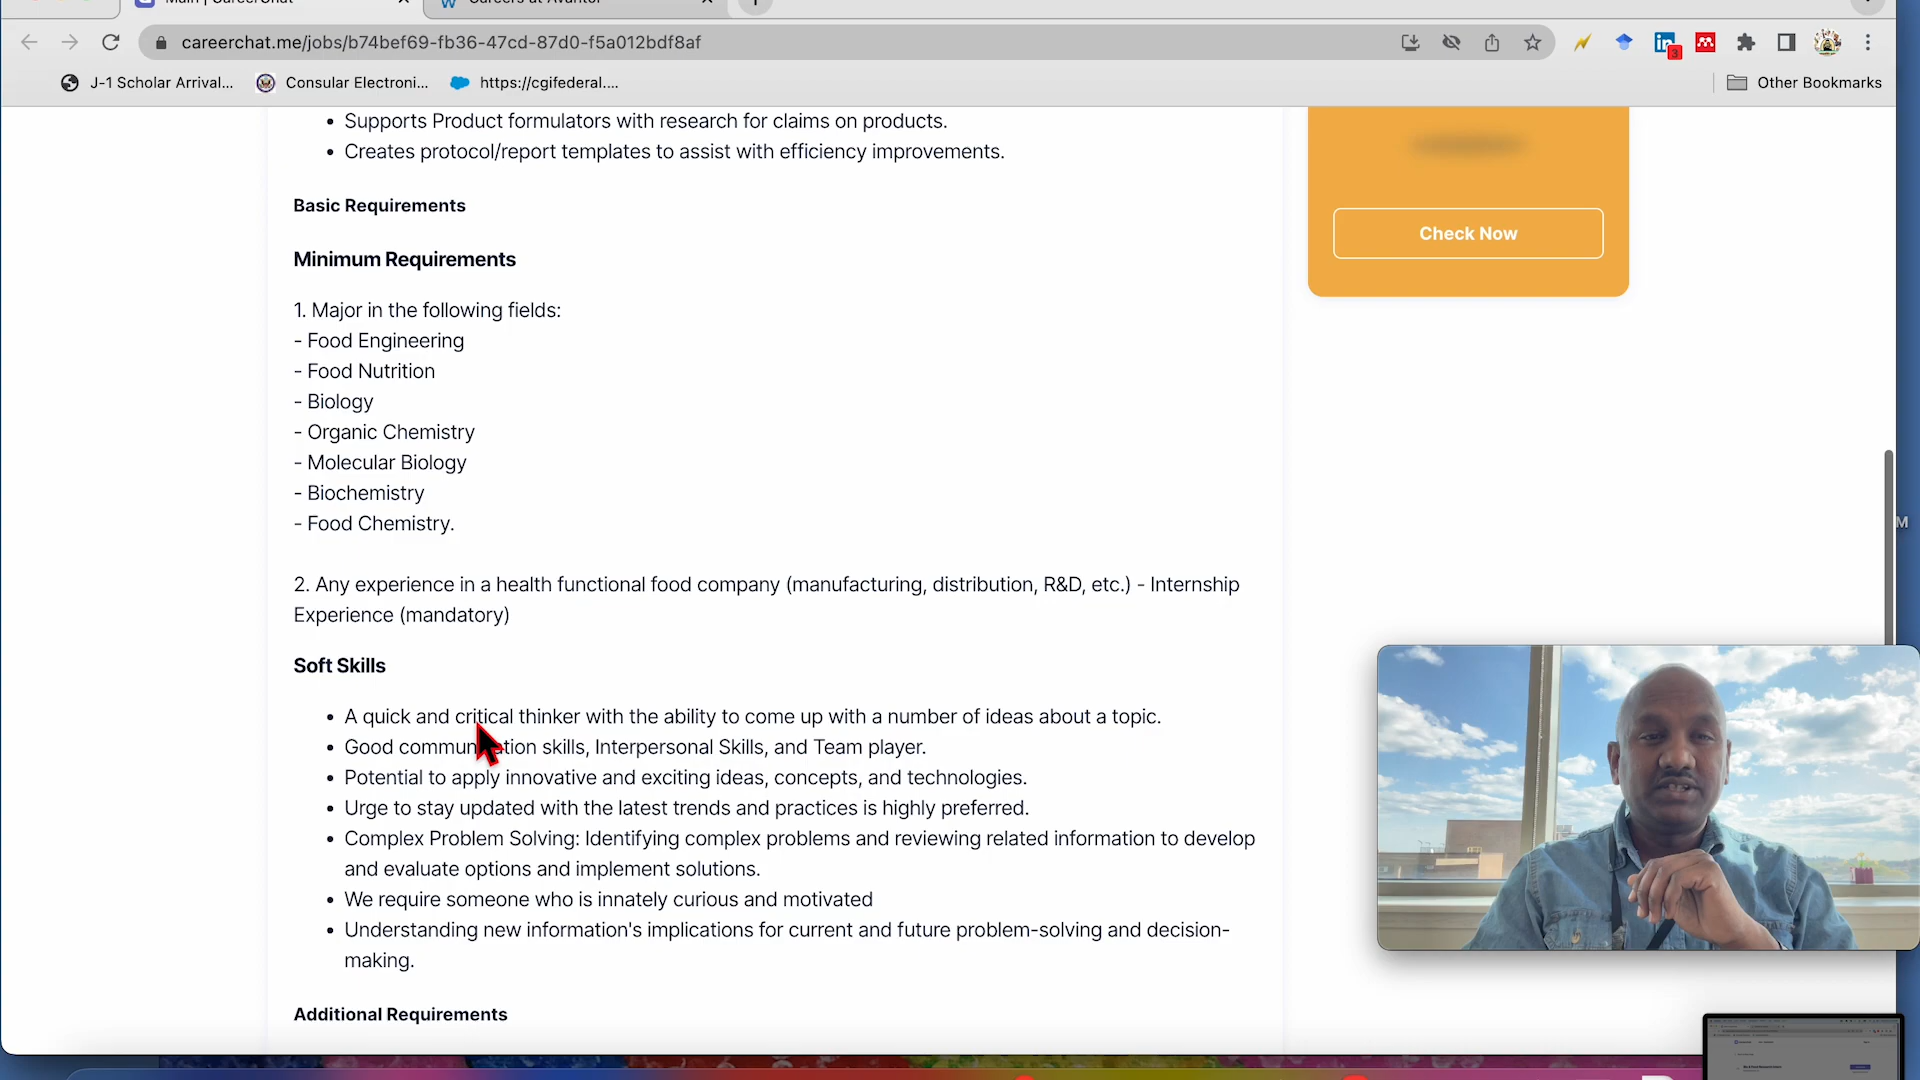 Main | CareerChat
Careers at Avantor
careerchat.me/jobs/b74bef69-fb36-47cd-87d0-f5a012bdf8af
3
J-1 Scholar Arrival...
Consular Electroni...
https://cgifederal....
Other Bookmarks
• Supports Product formulators with research for claims on products.
• Creates protocol/report templates to assist with efficiency improvements.
Check Now
Basic Requirements
Minimum Requirements
1. Major in the following fields:
- Food Engineering
- Food Nutrition
- Biology
- Organic Chemistry
- Molecular Biology
- Biochemistry
- Food Chemistry.
2. Any experience in a health functional food company (manufacturing, distribution, R&D, etc.) - Internship
Experience (mandatory)
Soft Skills
• A quick and critical thinker with the ability to come up with a number of ideas about a topic.
• Good communication skills, Interpersonal Skills, and Team player.
• Potential to apply innovative and exciting ideas, concepts, and technologies.
• Urge to stay updated with the latest trends and practices is highly preferred.
• Complex Problem Solving: Identifying complex problems and reviewing related information to develop
and evaluate options and implement solutions.
• We require someone who is innately curious and motivated
• Understanding new information's implications for current and future problem-solving and decision-
making.
Additional Requirements
M